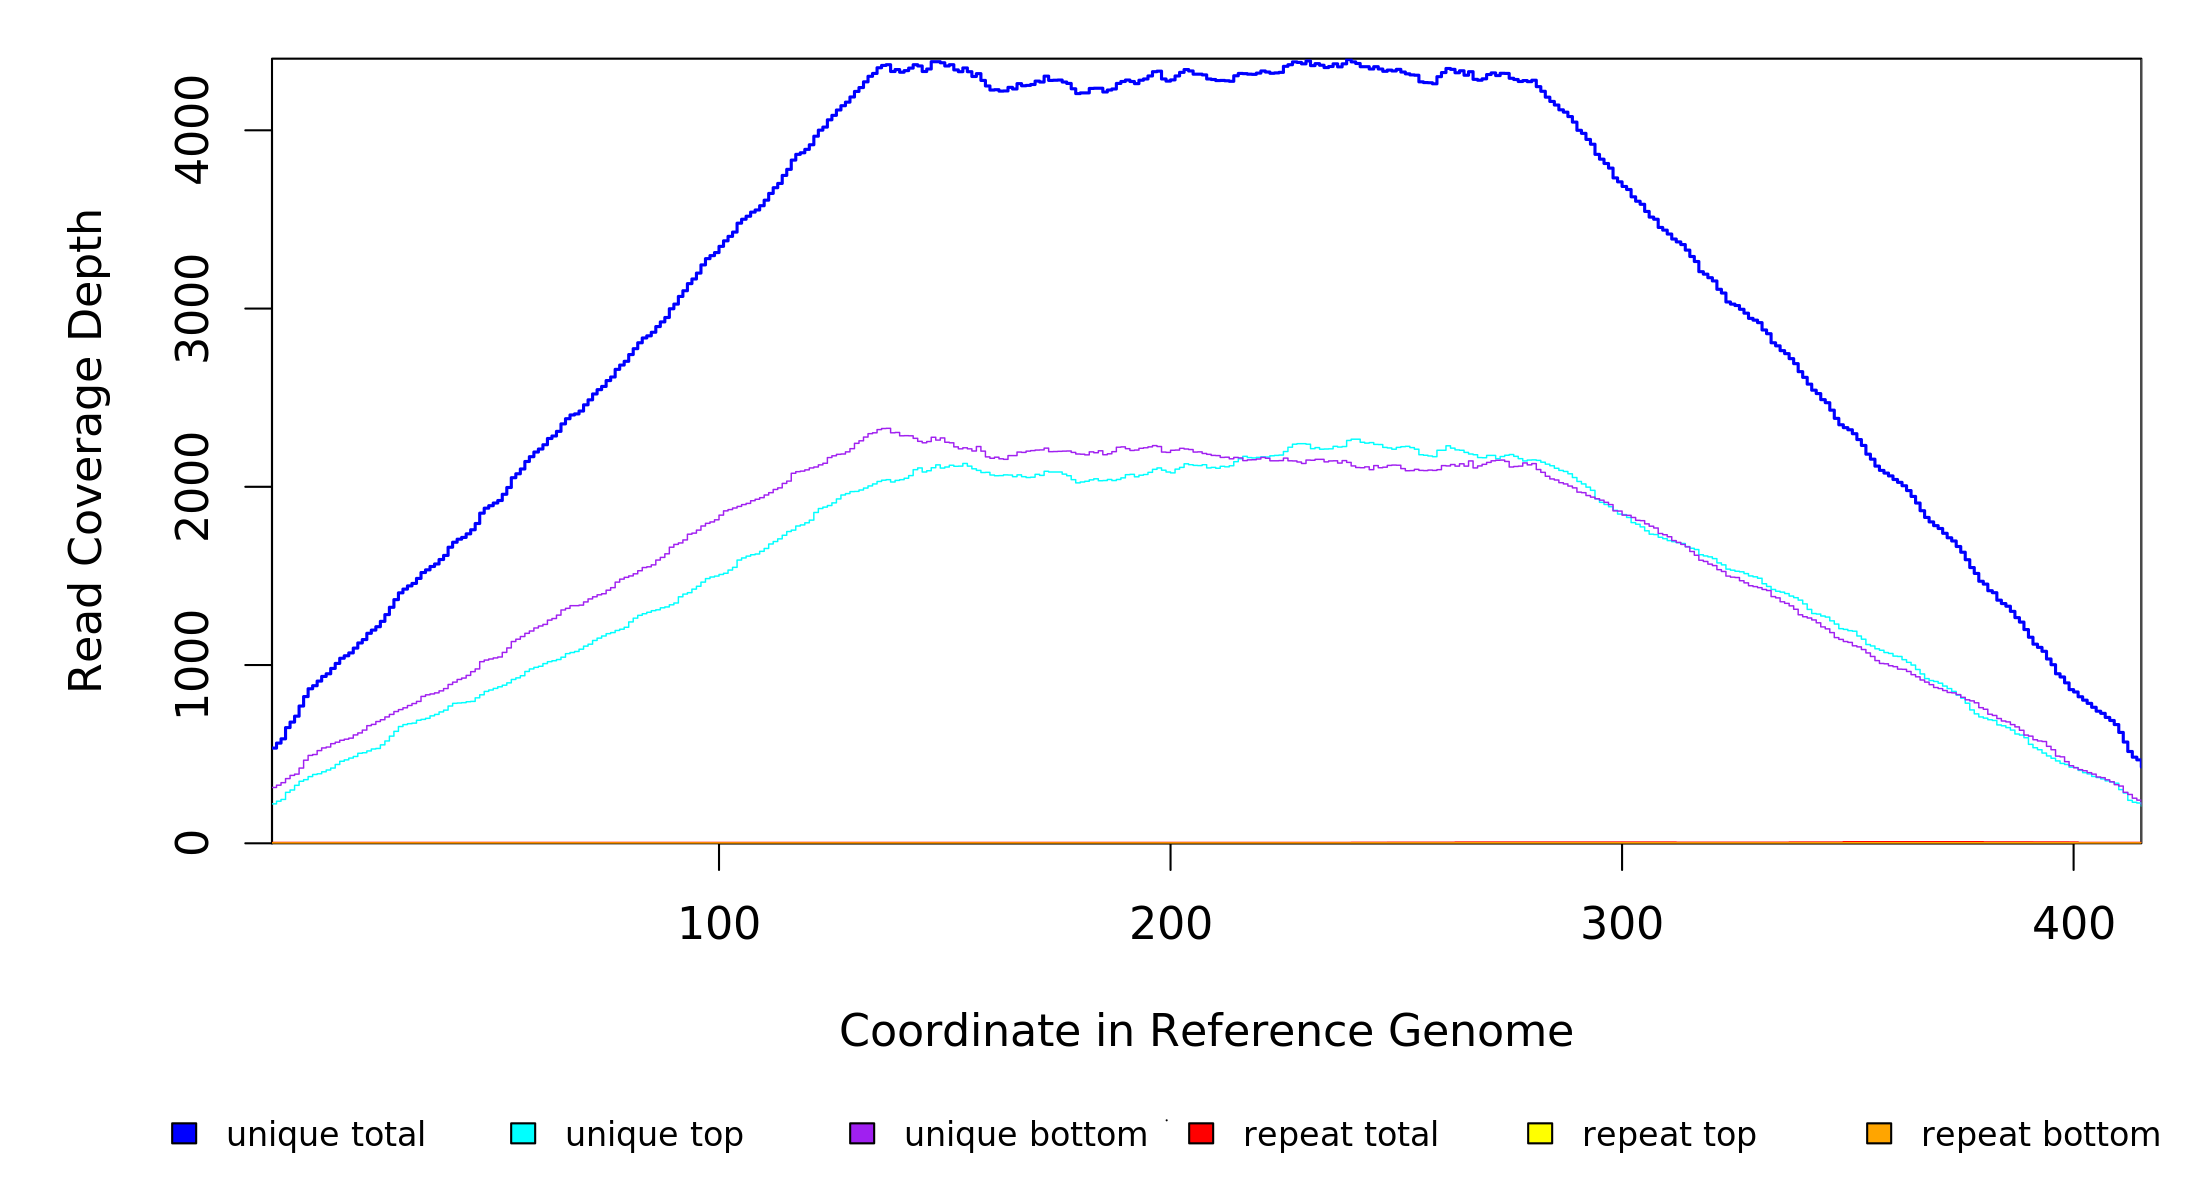 Read Coverage Depth
4000
3000
2000
1000
0
100 200 300 400
Coordinate in Reference Genome
unique total unique top unique bottom repeat total repeat top repeat bottom